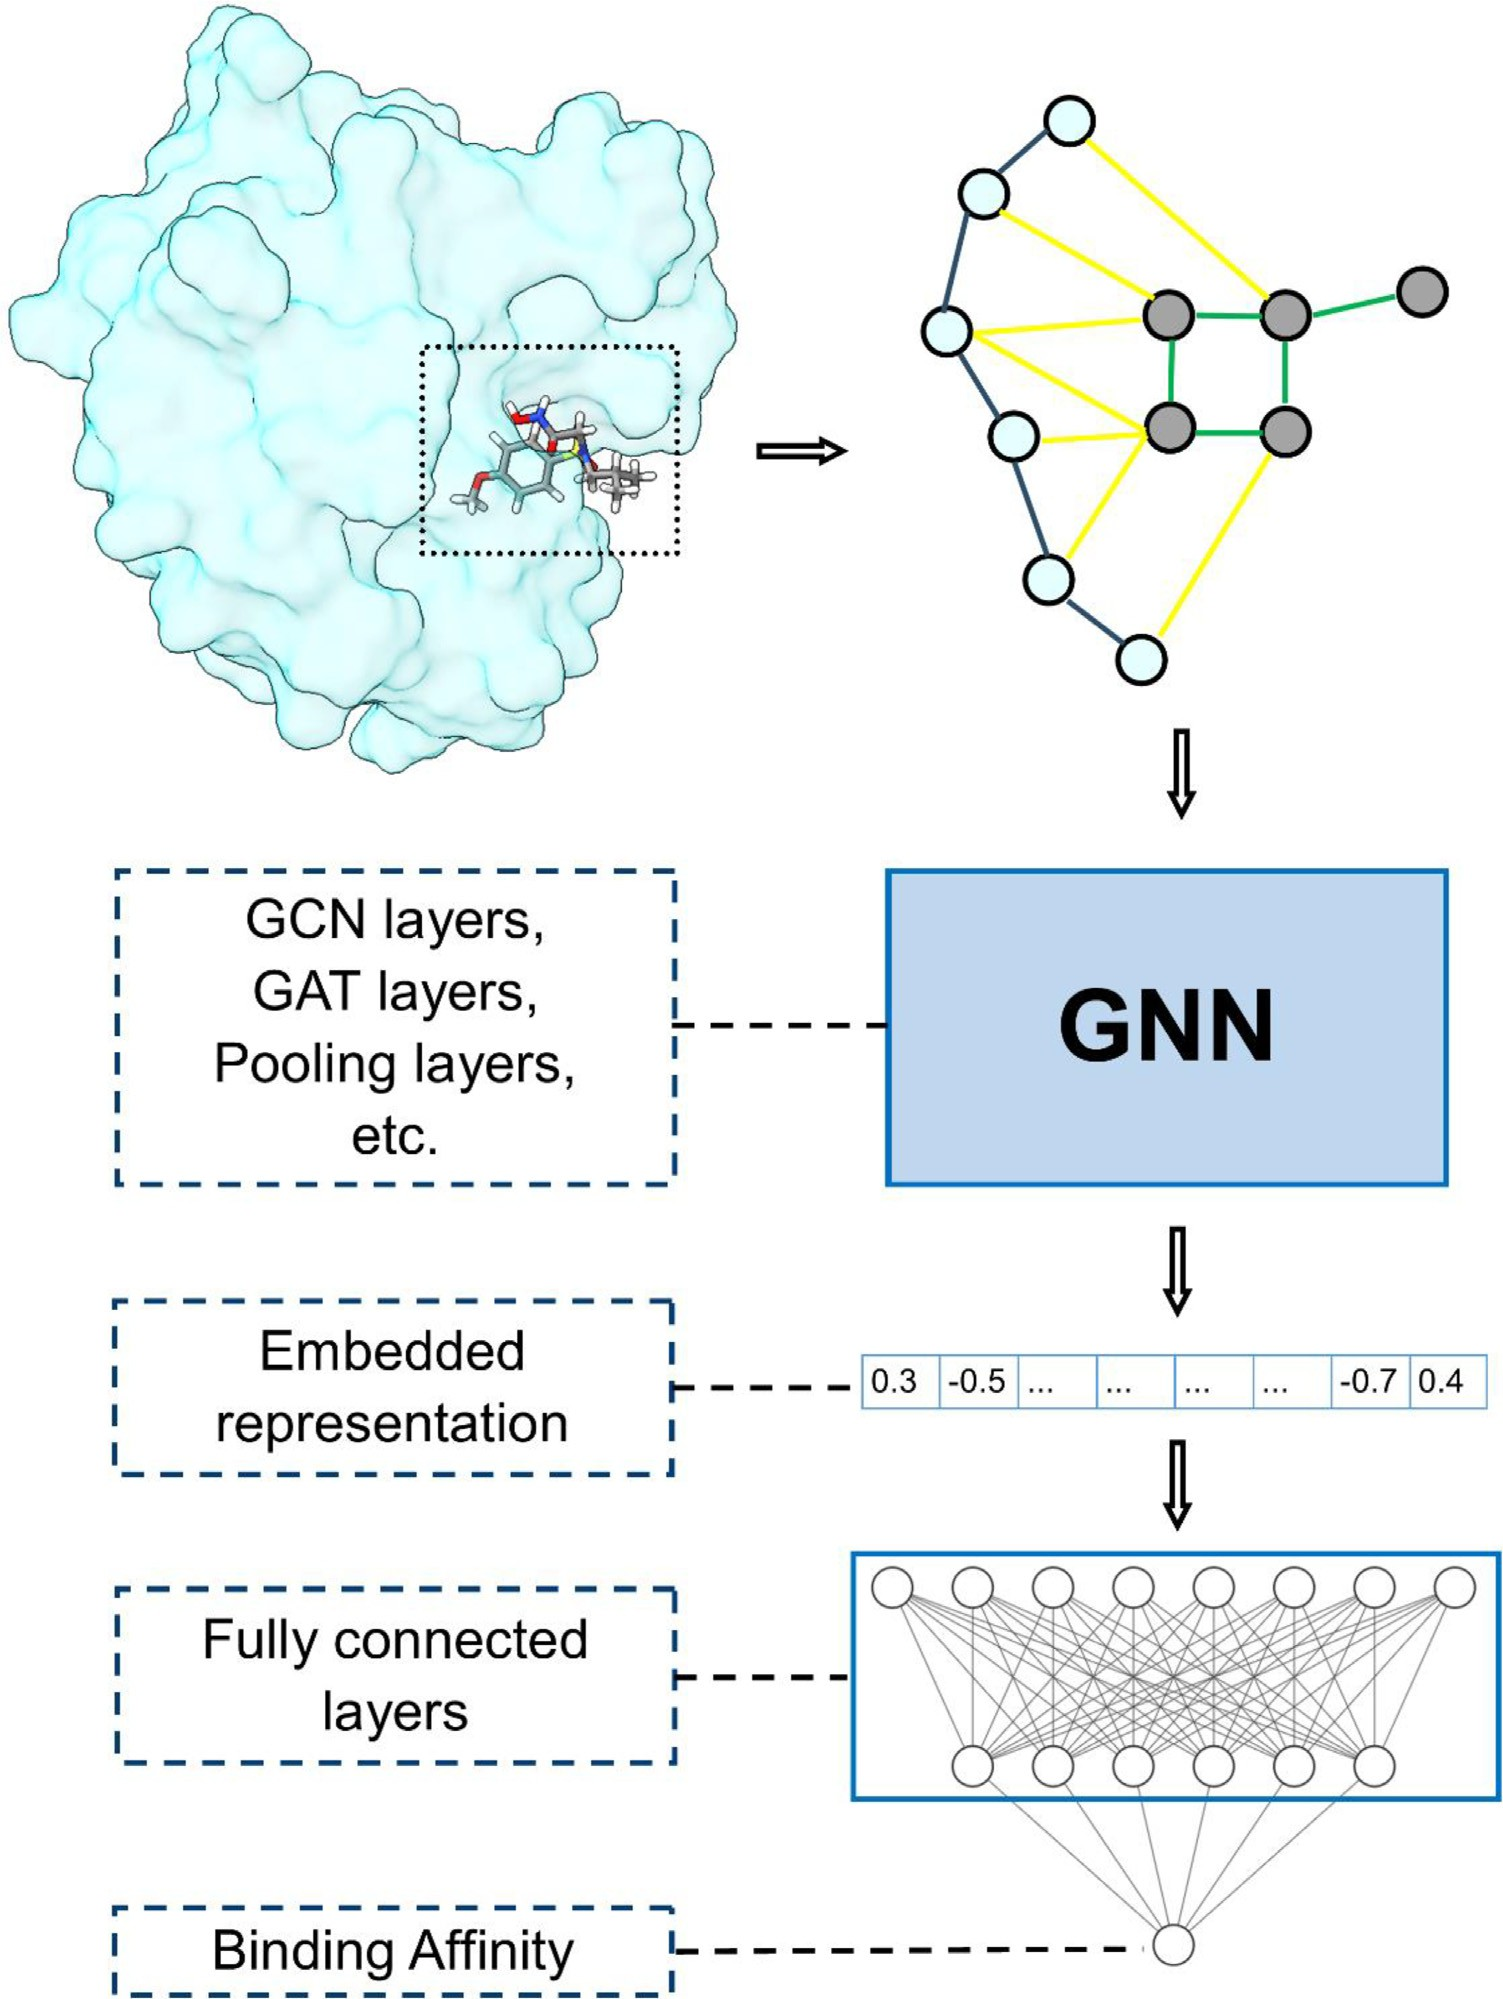 GCN layers,
GAT layers,
Pooling layers,
etc.
GNN
Embedded
representation
0.3 -0.5 ... ... ... ... -0.7 0.4
Fully connected
layers
Binding Affinity